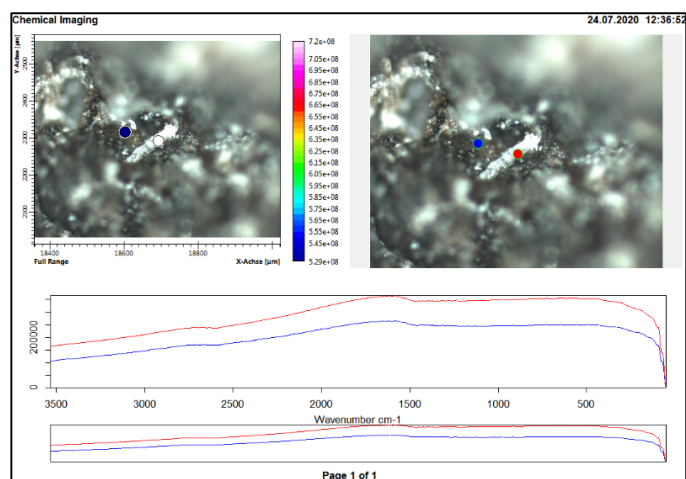 Chemical Imaging 24.07.2020 12:36:52
Y-Achse [µm]
2500
2400
2300
2200
2100
18400 18600 18800
Full Range X-Achse [µm]
7.2e+08
7.05e+08
6.95e+08
6.85e+08
6.75e+08
6.65e+08
6.55e+08
6.45e+08
6.35e+08
6.25e+08
6.15e+08
6.05e+08
5.95e+08
5.85e+08
5.75e+08
5.65e+08
5.55e+08
5.45e+08
5.29e+08
200000
0
3500 3000 2500 2000 1500 1000 500
Wavenumber cm-1
Page 1 of 1